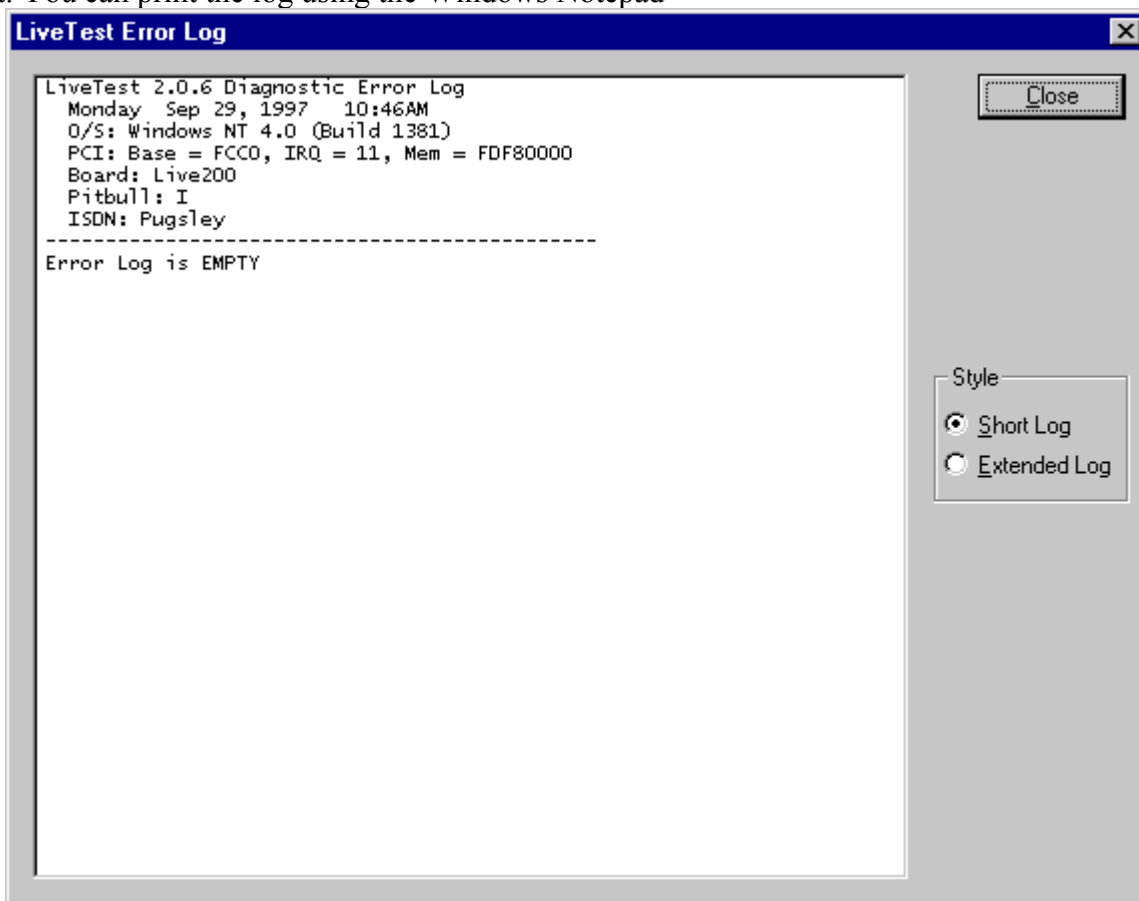 You can print the log using the Windows Notepad
LiveTest Error Log
LiveTest 2.0.6 Diagnostic Error Log
Monday Sep 29, 1997 10:46AM
O/S: Windows NT 4.0 (Build 1381)
PCI: Base = FCC0, IRQ = 11, Mem = FDF80000
Board: Live200
Pitbull: I
ISDN: Pugsley
----------------------------------------------
Error Log is EMPTY
Close
Style
Short Log
Extended Log